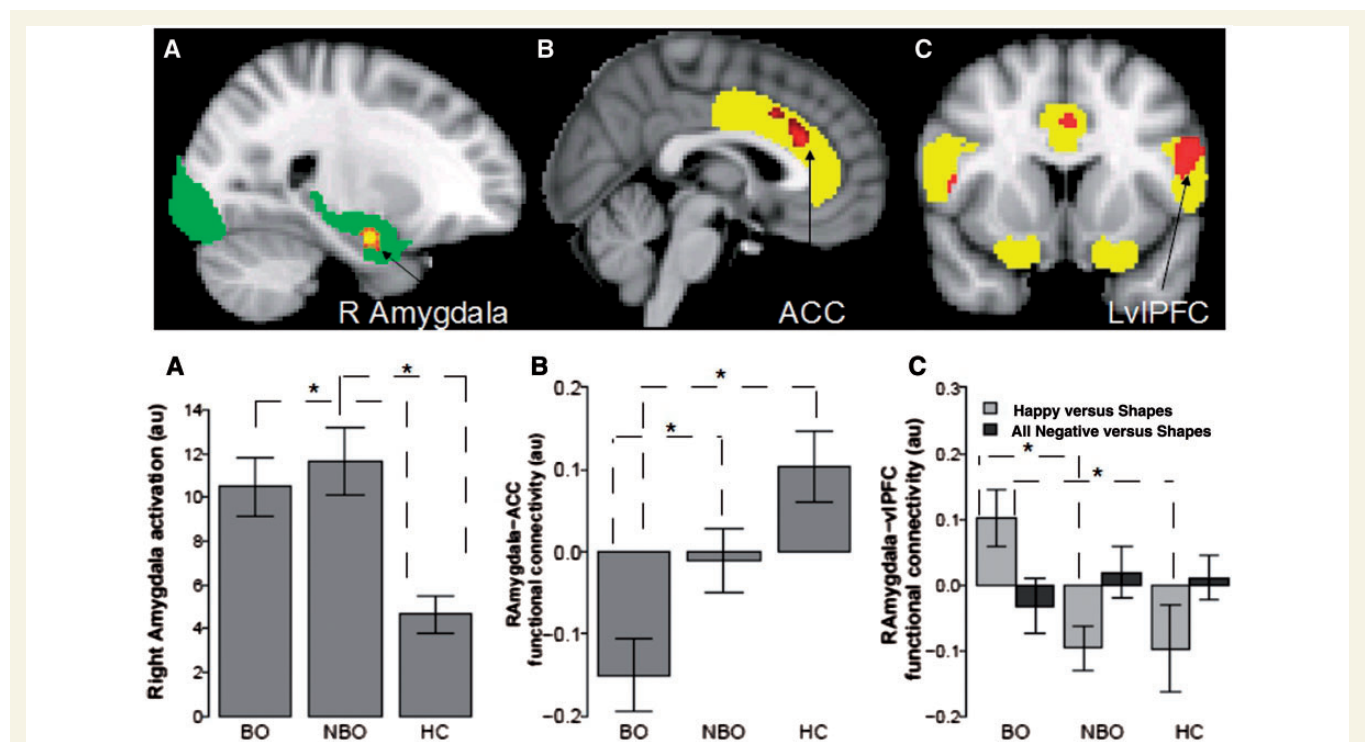 A
B
C
R Amygdala
ACC
LvlPFC
A
Right Amygdala activation (au)
14
12
10
8
6
4
2
0
*
*
BO
NBO
HC
B
RAmygdala-ACC
functional connectivity (au)
0.2
0.1
0.0
-0.1
-0.2
*
*
BO
NBO
HC
C
RAmygdala-vlPFC
functional connectivity (au)
0.3
0.2
0.1
0.0
-0.1
-0.2
Happy versus Shapes
All Negative versus Shapes
*
*
BO
NBO
HC